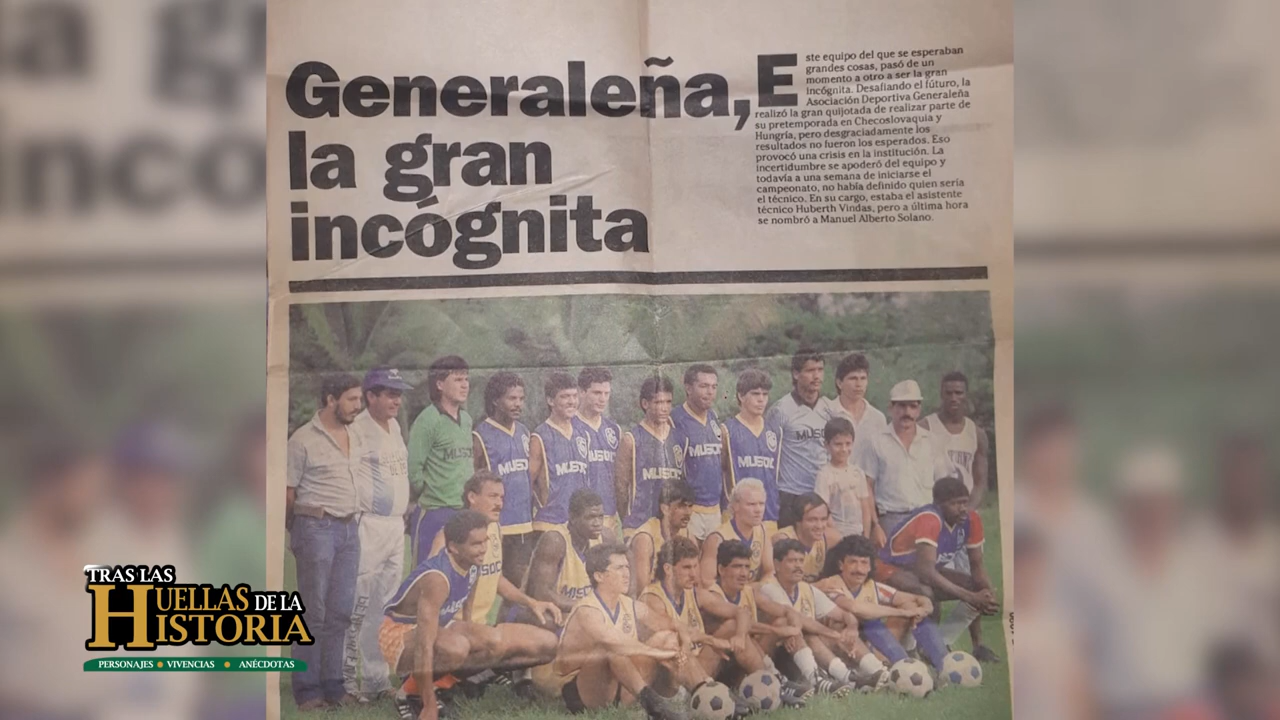 Generaleña,
la gran
incógnita
Este equipo del que se esperaban
grandes cosas, pasó de un
momento a otro a ser la gran
incógnita. Desafiando el fúturo, la
Asociación Deportiva Generaleña
realizó la gran quijotada de realizar parte de
su pretemporada en Checoslovaquia y
Hungría, pero desgraciadamente los
resultados no fueron los esperados. Eso
provocó una crisis en la institución. La
incertidumbre se apoderó del equipo y
todavía a una semana de iniciarse el
campeonato, no había definido quien sería
el técnico. En su cargo, estaba el asistente
técnico Huberth Vindas, pero a última hora
se nombró a Manuel Alberto Solano.
MUSOC
MUSOC
MUSOC
TRAS LAS
HUELLAS DE LA
HISTORIA
PERSONAJES • VIVENCIAS • ANÉCDOTAS